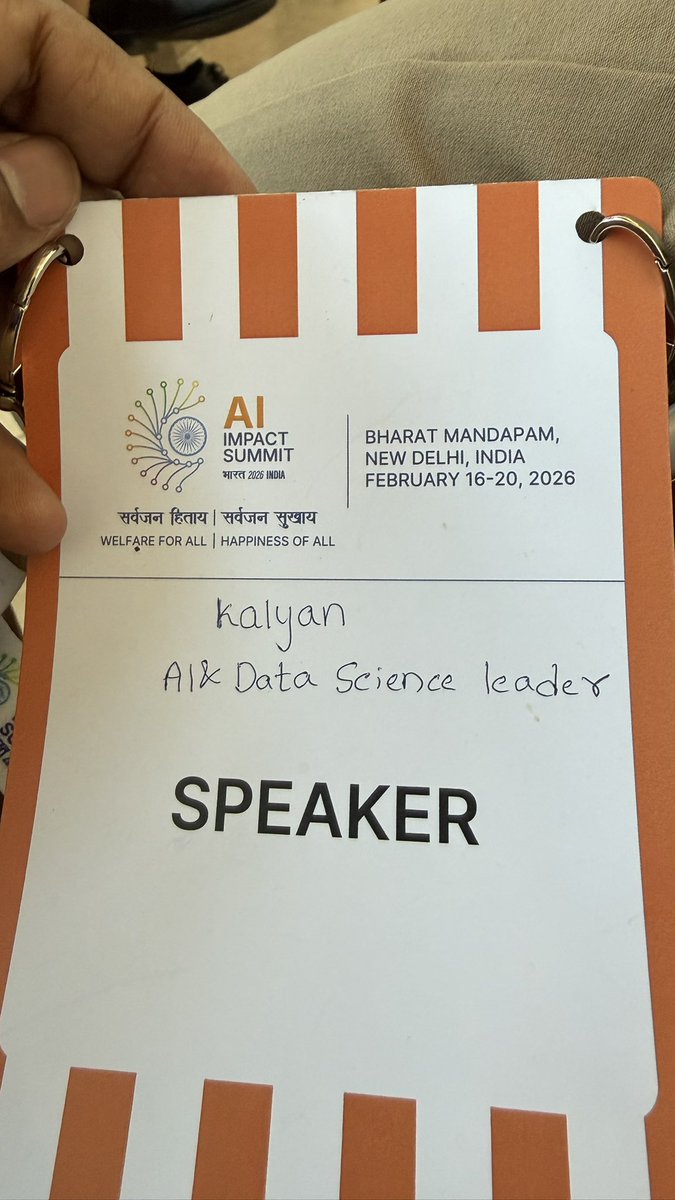 AI
IMPACT
SUMMIT
भारत 2026 INDIA
सर्वजन हिताय | सर्वजन सुखाय
WELFARE FOR ALL | HAPPINESS OF ALL
BHARAT MANDAPAM,
NEW DELHI, INDIA
FEBRUARY 16-20, 2026
Kalyan
AI & Data Science leader
SPEAKER